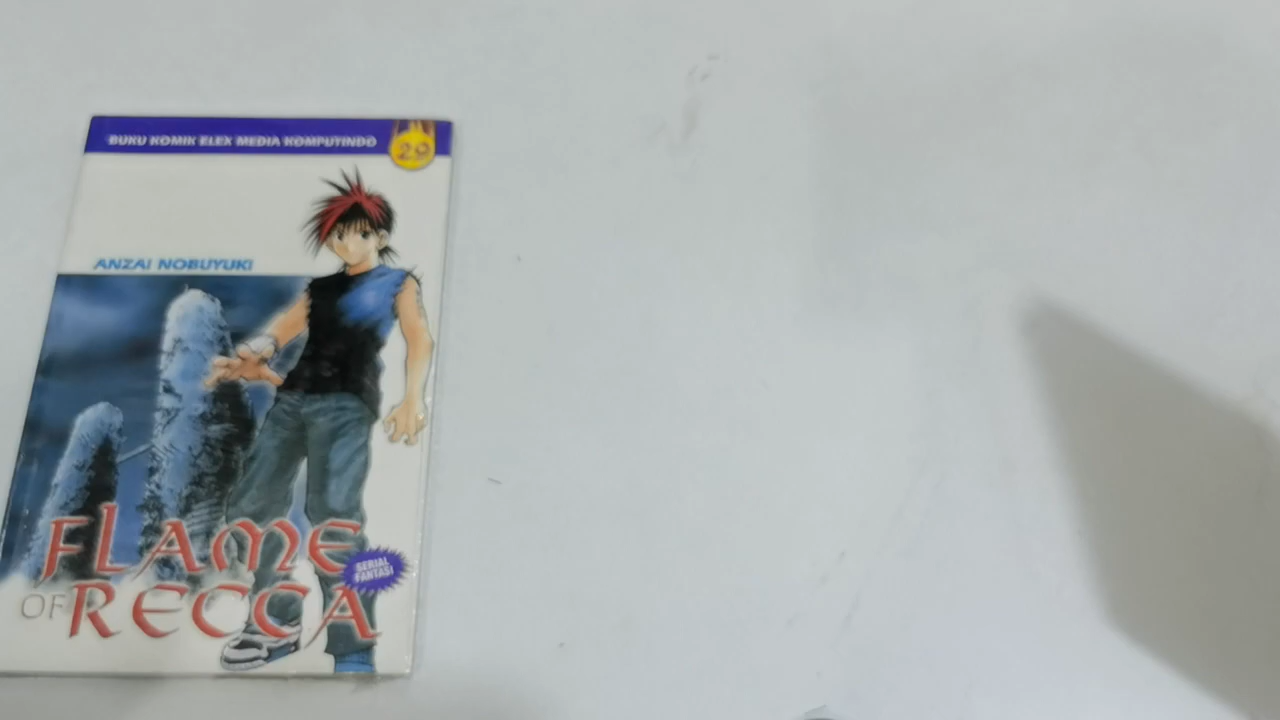 BUKU KOMIK ELEX MEDIA KOMPUTINDO
29
ANZAI NOBUYUKI
FLAME
SERIAL
FANTASI
OF RECCA